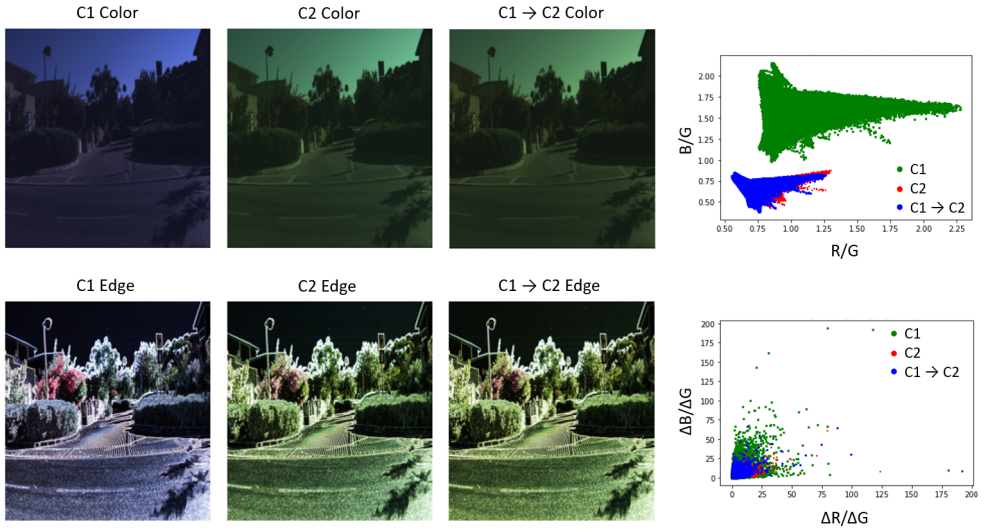 C1 Color
C2 Color
C1 → C2 Color
2.00
1.75
1.50
1.25
1.00
0.75
0.50
B/G
C1
C2
C1 → C2
0.50 0.75 1.00 1.25 1.50 1.75 2.00 2.25
R/G
C1 Edge
C2 Edge
C1 → C2 Edge
200
175
150
125
100
75
50
25
0
ΔB/ΔG
C1
C2
C1 → C2
0 25 50 75 100 125 150 175 200
ΔR/ΔG